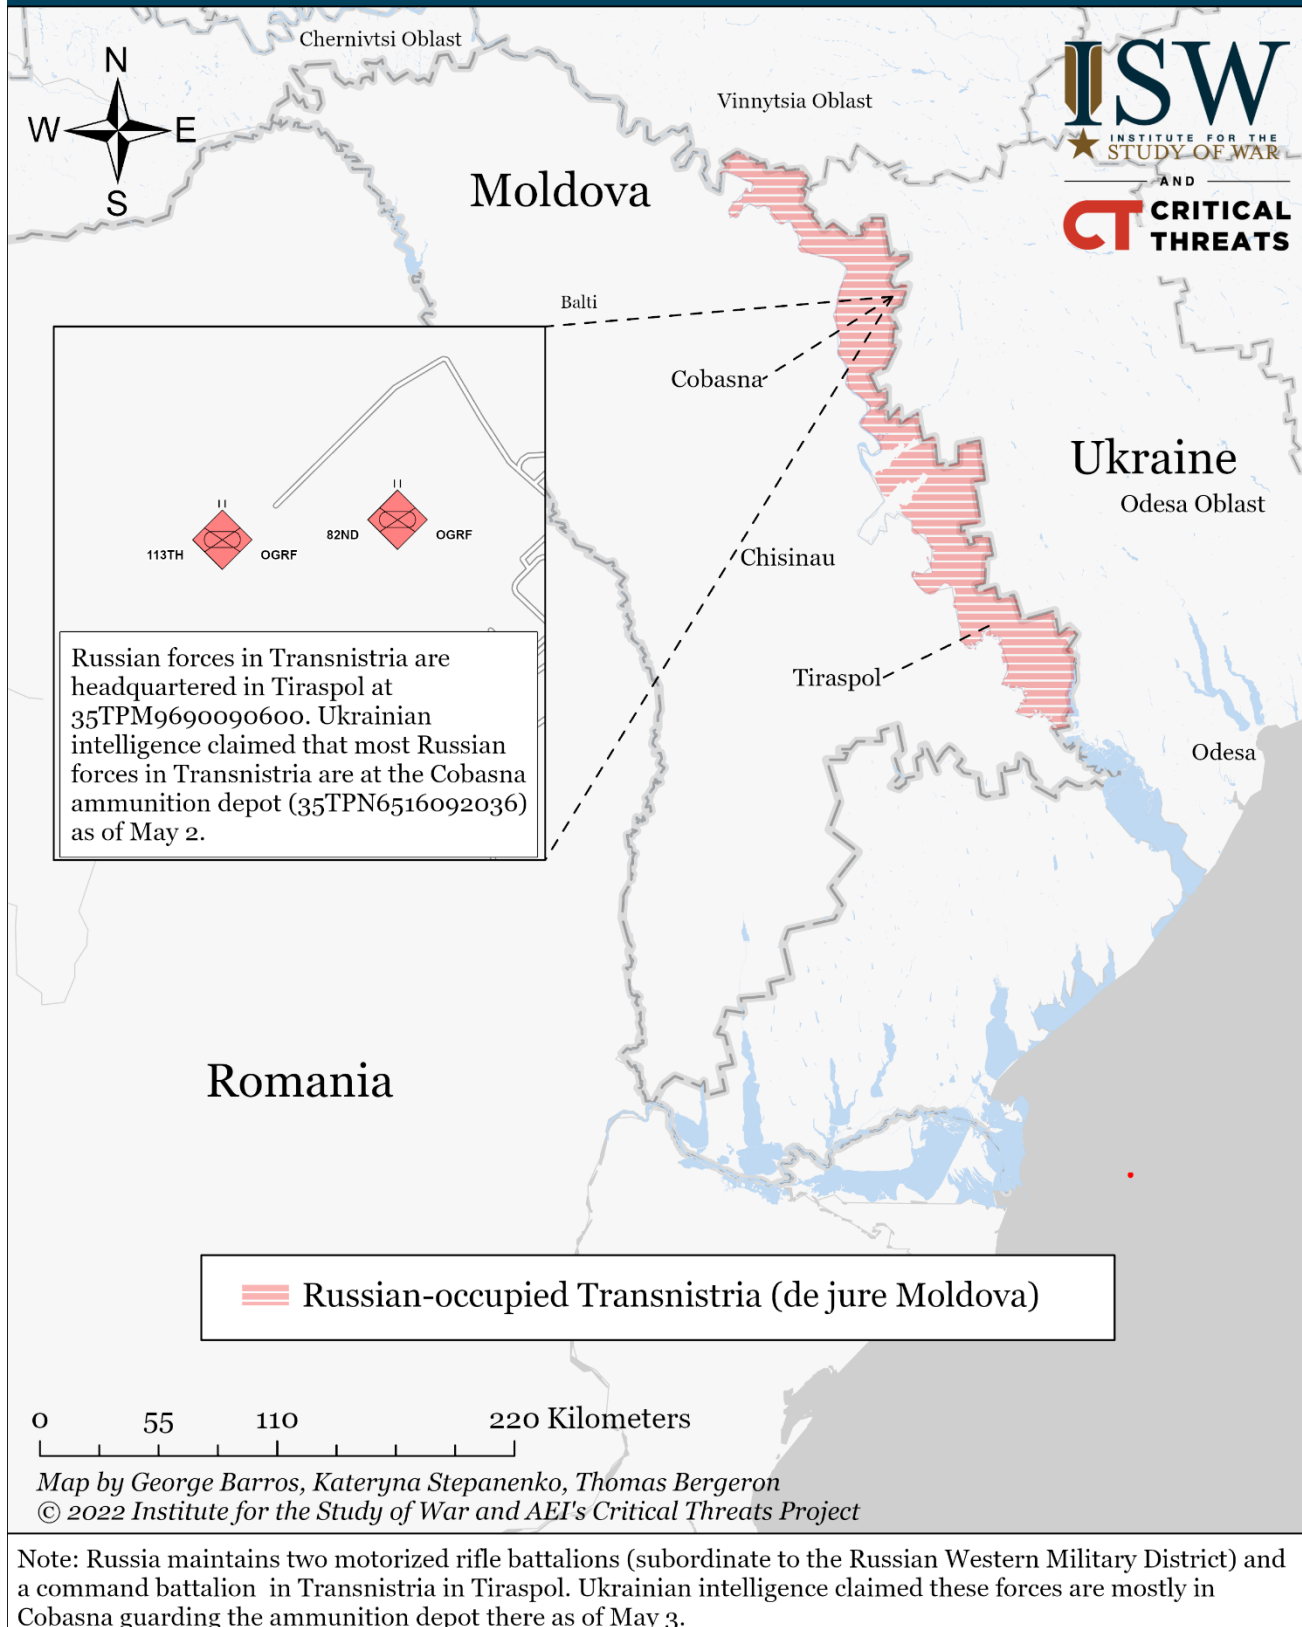 Chernivtsi Oblast
N
W
E
S
Vinnytsia Oblast
ISW
INSTITUTE FOR THE
STUDY OF WAR
AND
CT CRITICAL
THREATS
Moldova
Balti
Cobasna
Ukraine
Odesa Oblast
II
II
113TH
OGRF
82ND
OGRF
Chisinau
Russian forces in Transnistria are
headquartered in Tiraspol at
35TPM9690090600. Ukrainian
intelligence claimed that most Russian
forces in Transnistria are at the Cobasna
ammunition depot (35TPN6516092036)
as of May 2.
Tiraspol
Odesa
Romania
Russian-occupied Transnistria (de jure Moldova)
0 55 110 220 Kilometers
Map by George Barros, Kateryna Stepanenko, Thomas Bergeron
© 2022 Institute for the Study of War and AEI's Critical Threats Project
Note: Russia maintains two motorized rifle battalions (subordinate to the Russian Western Military District) and
a command battalion in Transnistria in Tiraspol. Ukrainian intelligence claimed these forces are mostly in
Cobasna guarding the ammunition depot there as of May 3.